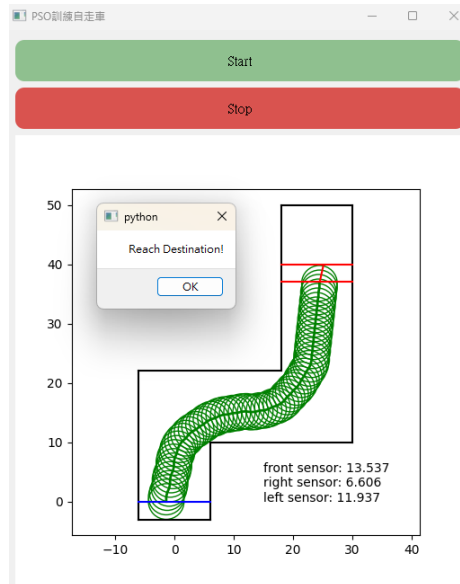 PSO訓練自走車
Start
Stop
50
40
30
20
10
0
python
Reach Destination!
OK
front sensor: 13.537
right sensor: 6.606
left sensor: 11.937
−10
0
10
20
30
40